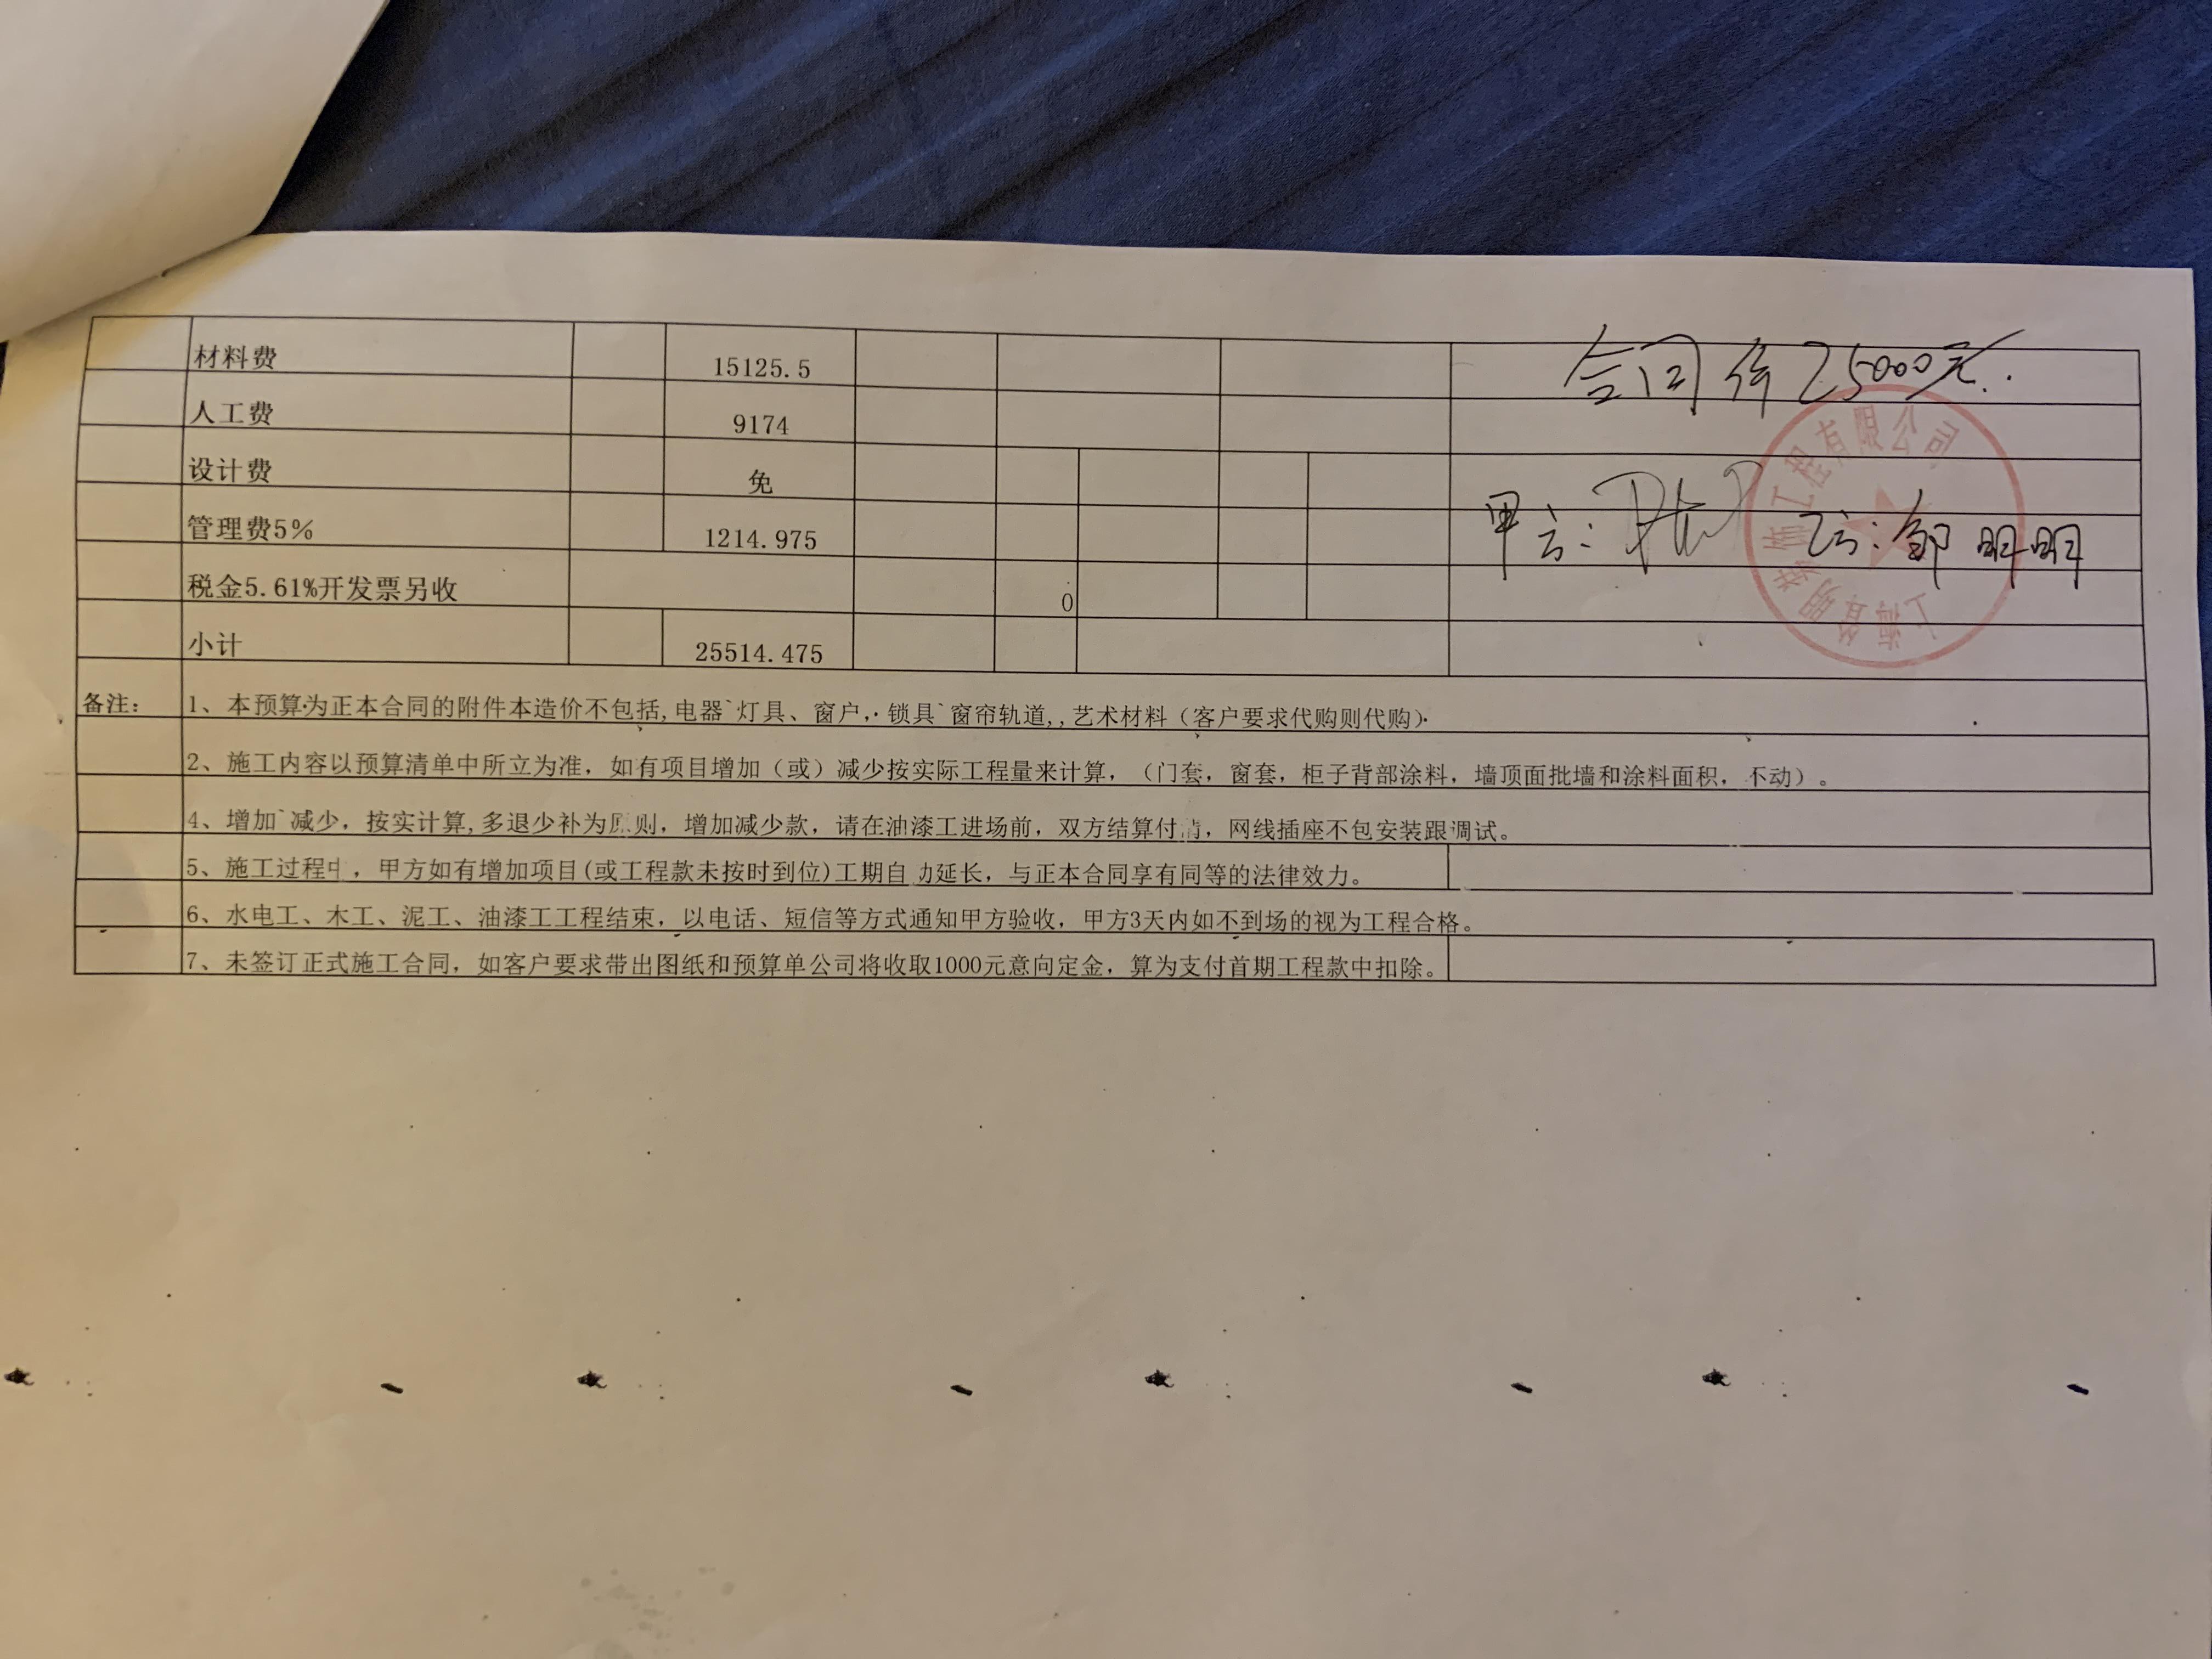 材料费 15125.5 合同价25000元.
人工费 9174
设计费 免
管理费5% 1214.975 甲方: 乙方:邹明明
税金5.61%开发票另收 0
小计 25514.475
上海 明装饰工程有限公司
备注: 1、本预算为正本合同的附件本造价不包括,电器`灯具、窗户,·锁具`窗帘轨道,,艺术材料（客户要求代购则代购）·
2、施工内容以预算清单中所立为准，如有项目增加（或）减少按实际工程量来计算，（门套，窗套，柜子背部涂料，墙顶面批墙和涂料面积，不动）。
4、增加`减少，按实计算,多退少补为原则，增加减少款，请在油漆工进场前，双方结算付清，网线插座不包安装跟调试。
5、施工过程中，甲方如有增加项目(或工程款未按时到位)工期自动延长，与正本合同享有同等的法律效力。
6、水电工、木工、泥工、油漆工工程结束，以电话、短信等方式通知甲方验收，甲方3天内如不到场的视为工程合格。
7、未签订正式施工合同，如客户要求带出图纸和预算单公司将收取1000元意向定金，算为支付首期工程款中扣除。